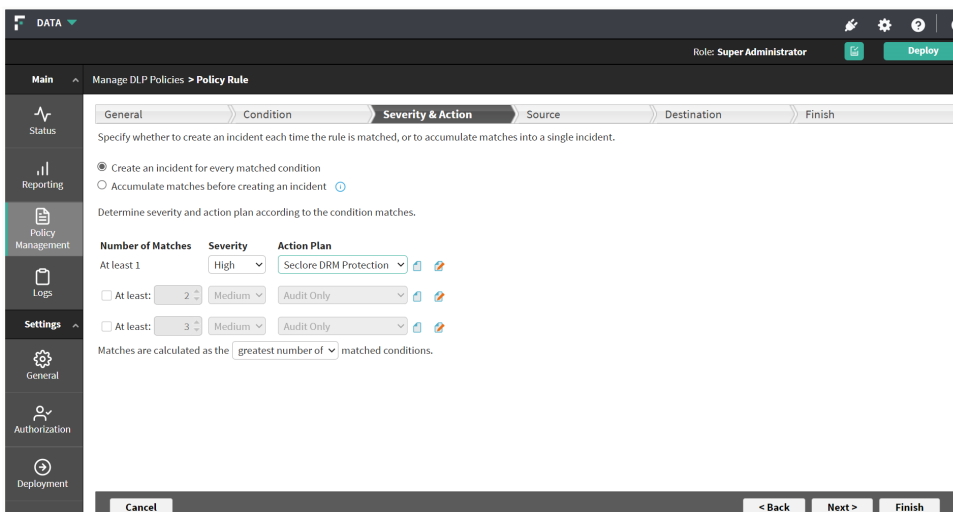 DATA
Role: Super Administrator
Deploy
Main
Manage DLP Policies > Policy Rule
General
Condition
Severity & Action
Source
Destination
Finish
Specify whether to create an incident each time the rule is matched, or to accumulate matches into a single incident.
Status
Create an incident for every matched condition
Accumulate matches before creating an incident
Reporting
Determine severity and action plan according to the condition matches.
Policy
Management
Number of Matches Severity Action Plan
At least 1 High Seclore DRM Protection
Logs
At least: 2 Medium Audit Only
At least: 3 Medium Audit Only
Settings
Matches are calculated as the greatest number of matched conditions.
General
Authorization
Deployment
Cancel
< Back
Next >
Finish